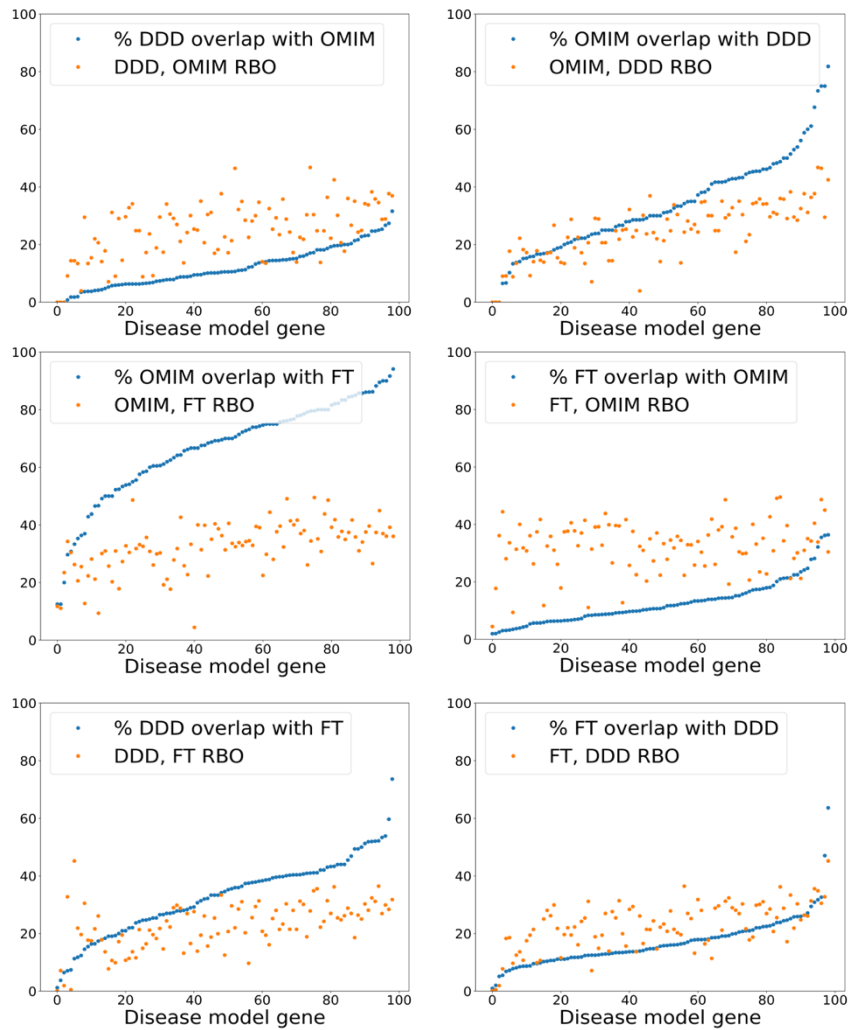 100
80
60
40
20
0
% DDD overlap with OMIM
DDD, OMIM RBO
0 20 40 60 80 100
Disease model gene
100
80
60
40
20
0
% OMIM overlap with DDD
OMIM, DDD RBO
0 20 40 60 80 100
Disease model gene
100
80
60
40
20
0
% OMIM overlap with FT
OMIM, FT RBO
0 20 40 60 80 100
Disease model gene
100
80
60
40
20
0
% FT overlap with OMIM
FT, OMIM RBO
0 20 40 60 80 100
Disease model gene
100
80
60
40
20
0
% DDD overlap with FT
DDD, FT RBO
0 20 40 60 80 100
Disease model gene
100
80
60
40
20
0
% FT overlap with DDD
FT, DDD RBO
0 20 40 60 80 100
Disease model gene